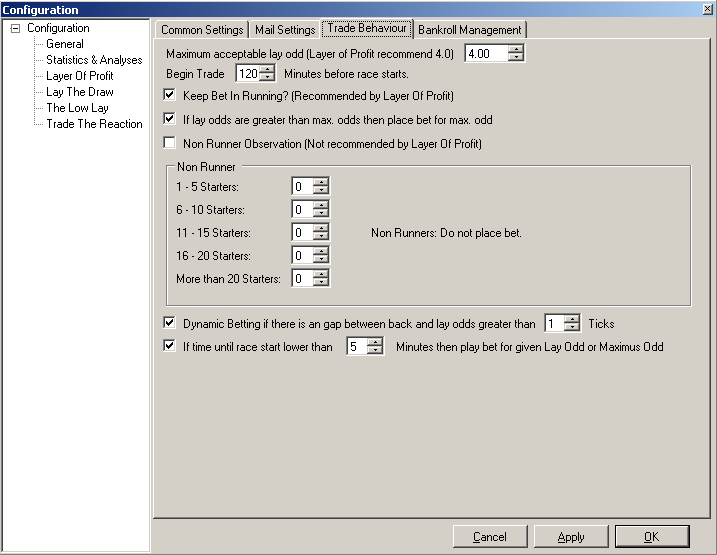 Configuration
Configuration
General
Statistics & Analyses
Layer Of Profit
Lay The Draw
The Low Lay
Trade The Reaction
Common Settings Mail Settings Trade Behaviour Bankroll Management
Maximum acceptable lay odd (Layer of Profit recommend 4.0) 4.00
Begin Trade 120 Minutes before race starts.
Keep Bet In Running? (Recommended by Layer Of Profit)
If lay odds are greater than max. odds then place bet for max. odd
Non Runner Observation (Not recommended by Layer Of Profit)
Non Runner
1 - 5 Starters: 0
6 - 10 Starters: 0
11 - 15 Starters: 0 Non Runners: Do not place bet.
16 - 20 Starters: 0
More than 20 Starters: 0
Dynamic Betting if there is an gap between back and lay odds greater than 1 Ticks
If time until race start lower than 5 Minutes then play bet for given Lay Odd or Maximus Odd
Cancel Apply OK